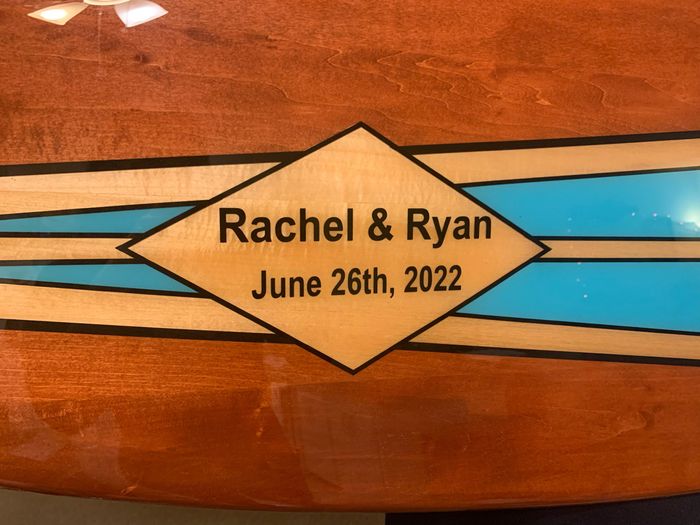 Rachel & Ryan
June 26th, 2022